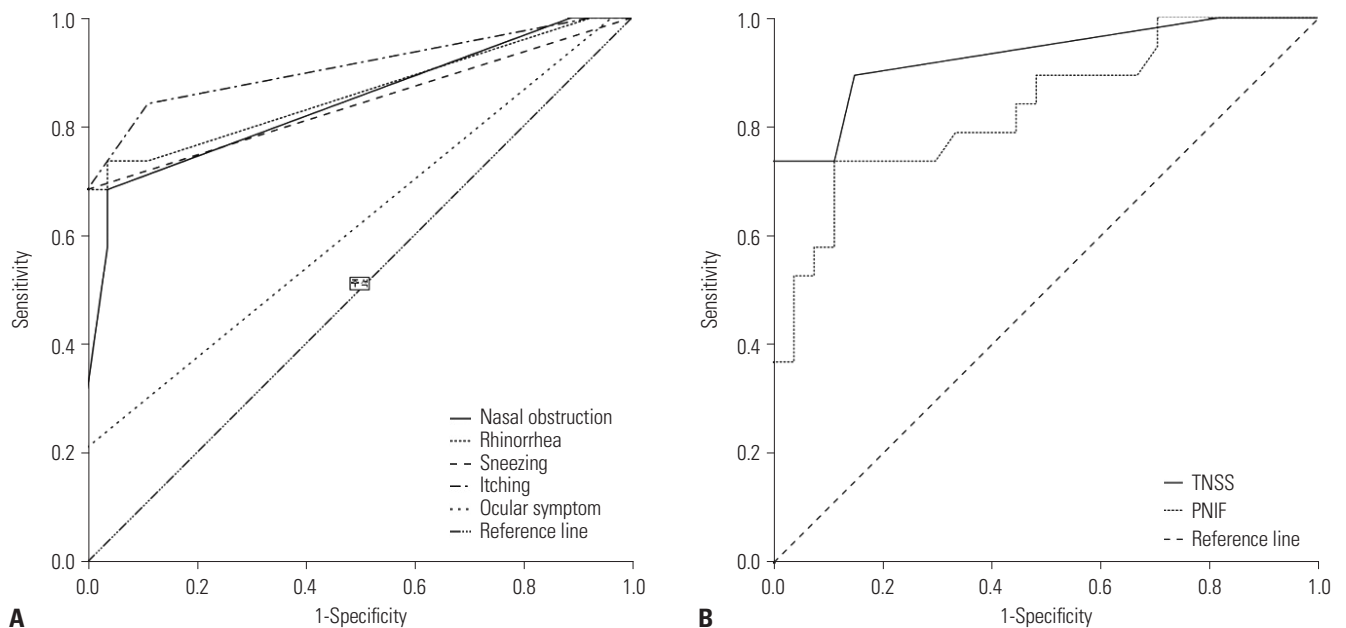 1.0
0.8
0.6
0.4
0.2
0.0
Sensitivity
0.0 0.2 0.4 0.6 0.8 1.0
1-Specificity
Nasal obstruction
Rhinorrhea
Sneezing
Itching
Ocular symptom
Reference line
A
1.0
0.8
0.6
0.4
0.2
0.0
Sensitivity
0.0 0.2 0.4 0.6 0.8 1.0
1-Specificity
TNSS
PNIF
Reference line
B